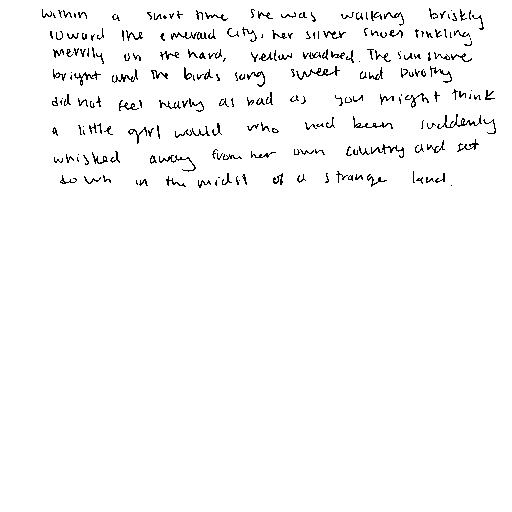 Within a short time she was walking briskly
toward the emerald City, her silver shoes tinkling
merrily on the hard, yellow roadbed. The sun shone
bright and the birds sang sweet and Dorothy
did not feel nearly as bad as you might think
a little girl would who had been suddenly
whisked away from her own country and set
down in the midst of a strange land.